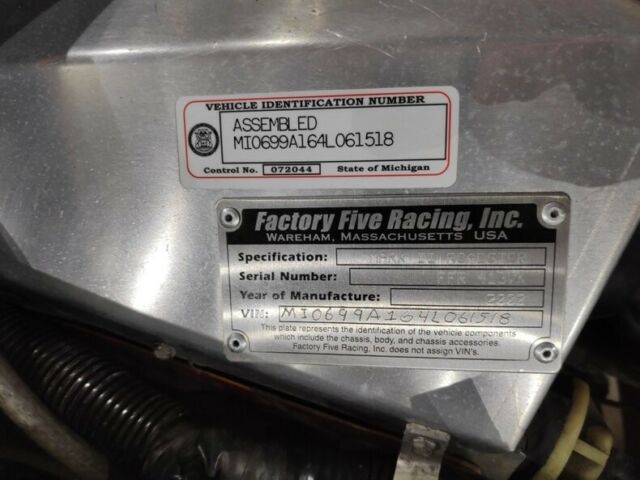 VEHICLE IDENTIFICATION NUMBER
ASSEMBLED
MI0699A164L061518
Control No. 072044 State of Michigan
Factory Five Racing, Inc.
WAREHAM, MASSACHUSETTS USA
Specification: MARK
Serial Number:
Year of Manufacture:
VIN: MI0699A164L061518
This plate represents the identification of the vehicle components
which include the chassis, body, and chassis accessories.
Factory Five Racing, Inc. does not assign VIN's.